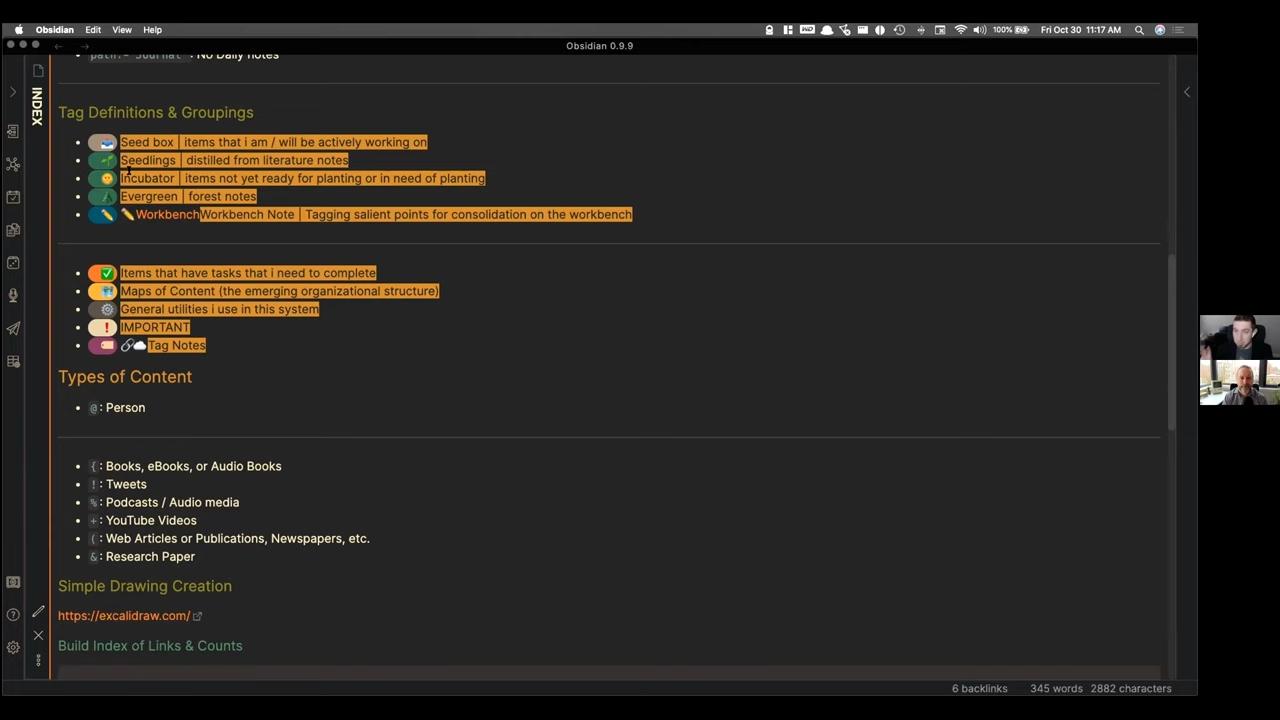 Obsidian Edit View Help 100% Fri Oct 30 11:17 AM
Obsidian 0.9.9
path:- Journal : No Daily notes
INDEX
Tag Definitions & Groupings
Seed box | items that i am / will be actively working on
Seedlings | distilled from literature notes
Incubator | items not yet ready for planting or in need of planting
Evergreen | forest notes
WorkbenchWorkbench Note | Tagging salient points for consolidation on the workbench
Items that have tasks that i need to complete
Maps of Content (the emerging organizational structure)
General utilities i use in this system
IMPORTANT
Tag Notes
Types of Content
@: Person
{: Books, eBooks, or Audio Books
!: Tweets
%: Podcasts / Audio media
+: YouTube Videos
(: Web Articles or Publications, Newspapers, etc.
&: Research Paper
Simple Drawing Creation
https://excalidraw.com/
Build Index of Links & Counts
6 backlinks 345 words 2882 characters